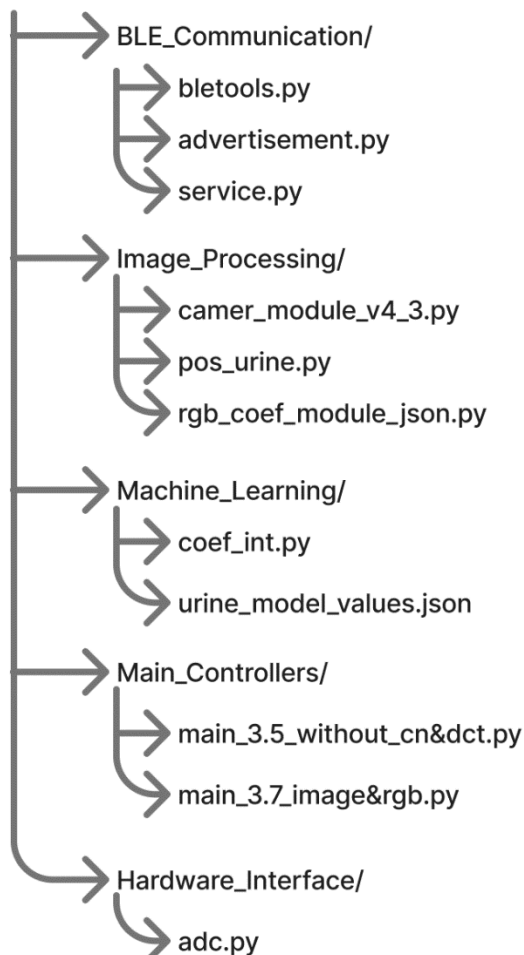 BLE_Communication/
bletools.py
advertisement.py
service.py
Image_Processing/
camer_module_v4_3.py
pos_urine.py
rgb_coef_module_json.py
Machine_Learning/
coef_int.py
urine_model_values.json
Main_Controllers/
main_3.5_without_cn&dct.py
main_3.7_image&rgb.py
Hardware_Interface/
adc.py